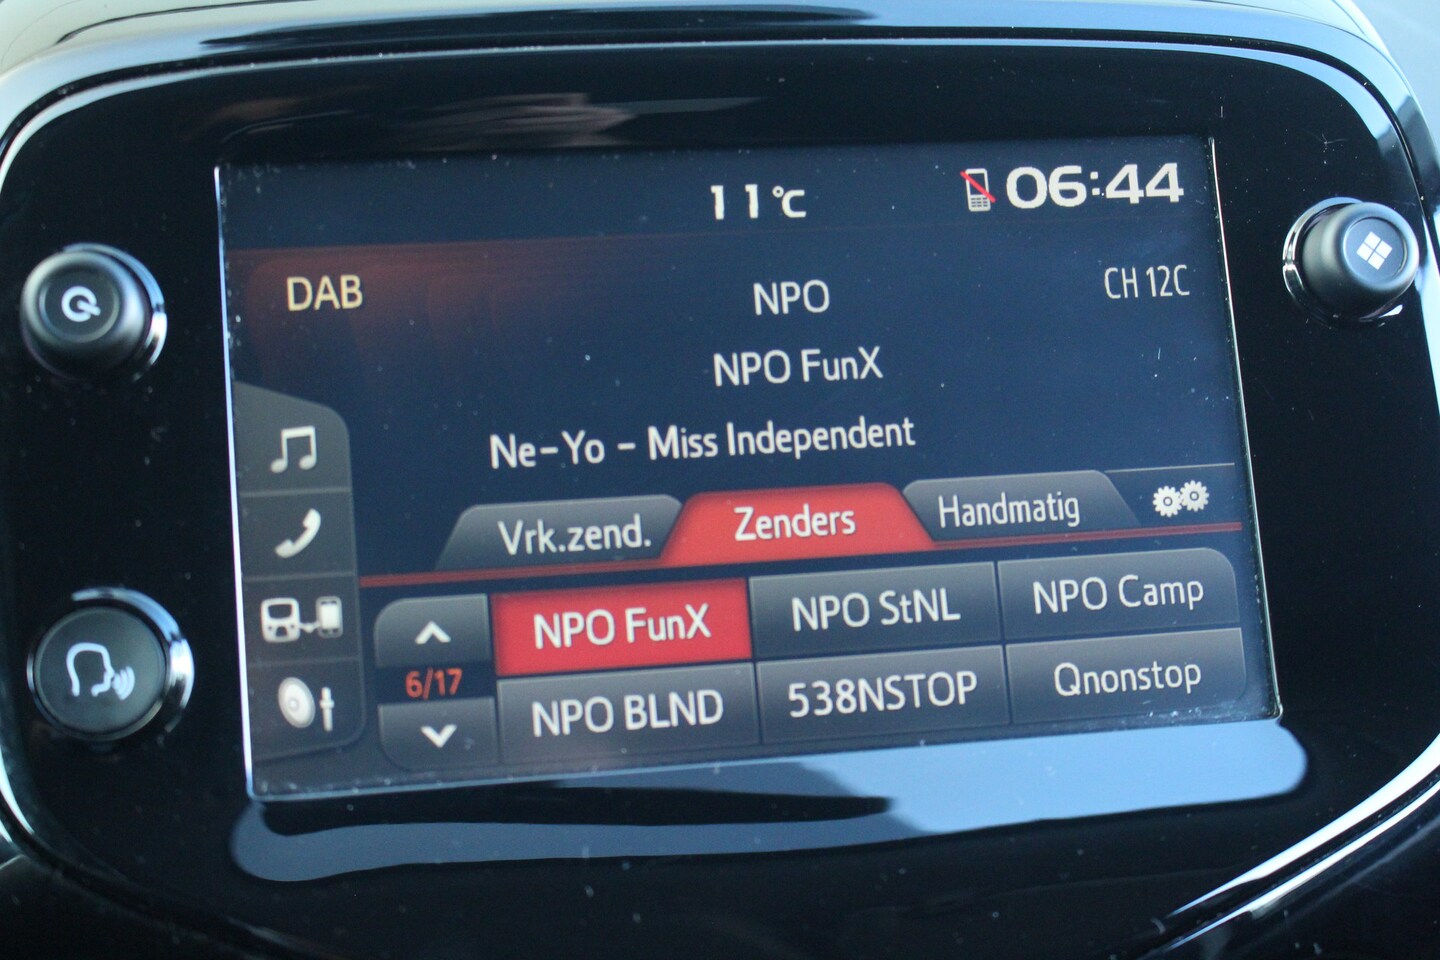 11°C
06:44
DAB
NPO
CH 12C
NPO FunX
Ne-Yo - Miss Independent
Vrk.zend.
Zenders
Handmatig
NPO FunX
NPO StNL
NPO Camp
6/17
NPO BLND
538NSTOP
Qnonstop